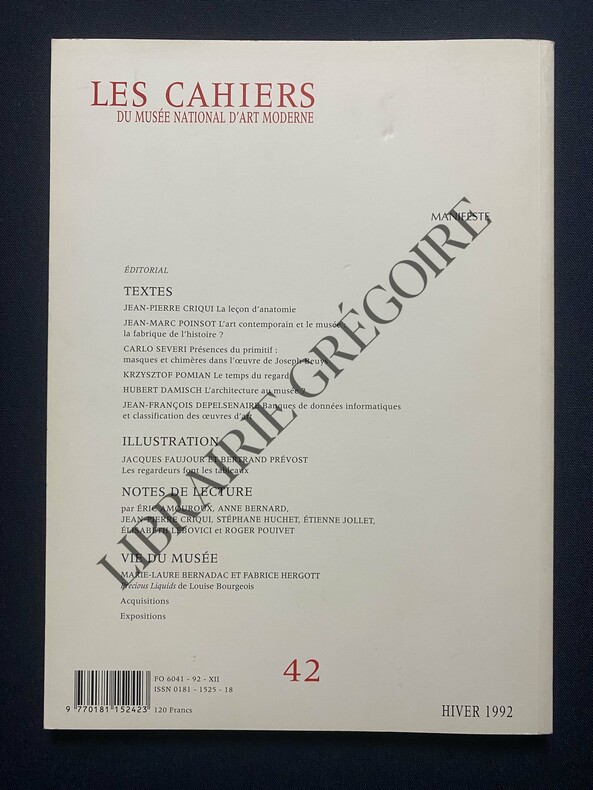 LES CAHIERS
DU MUSÉE NATIONAL D'ART MODERNE
MANIFESTE
ÉDITORIAL
TEXTES
JEAN-PIERRE CRIQUI La leçon d'anatomie
JEAN-MARC POINSOT L'art contemporain et le musée :
la fabrique de l'histoire ?
CARLO SEVERI Présences du primitif :
masques et chimères dans l'œuvre de Joseph Beuys
KRZYSZTOF POMIAN Le temps du regard
HUBERT DAMISCH L'architecture au musée ?
JEAN-FRANÇOIS DEPELSENAIRE Banques de données informatiques
et classification des œuvres d'art
ILLUSTRATION
JACQUES FAUJOUR ET BERTRAND PRÉVOST
Les regardeurs font les tableaux
NOTES DE LECTURE
par ÉRIC AMOUROUX, ANNE BERNARD,
JEAN-PIERRE CRIQUI, STÉPHANE HUCHET, ÉTIENNE JOLLET,
ÉLISABETH LEBOVICI et ROGER POUIVET
VIE DU MUSÉE
MARIE-LAURE BERNADAC ET FABRICE HERGOTT
Precious Liquids de Louise Bourgeois
Acquisitions
Expositions
42
FO 6041 - 92 - XII
ISSN 0181 - 1525 - 18
9 770181 152423
120 Francs
HIVER 1992
LIBRAIRIE GRÉGOIRE